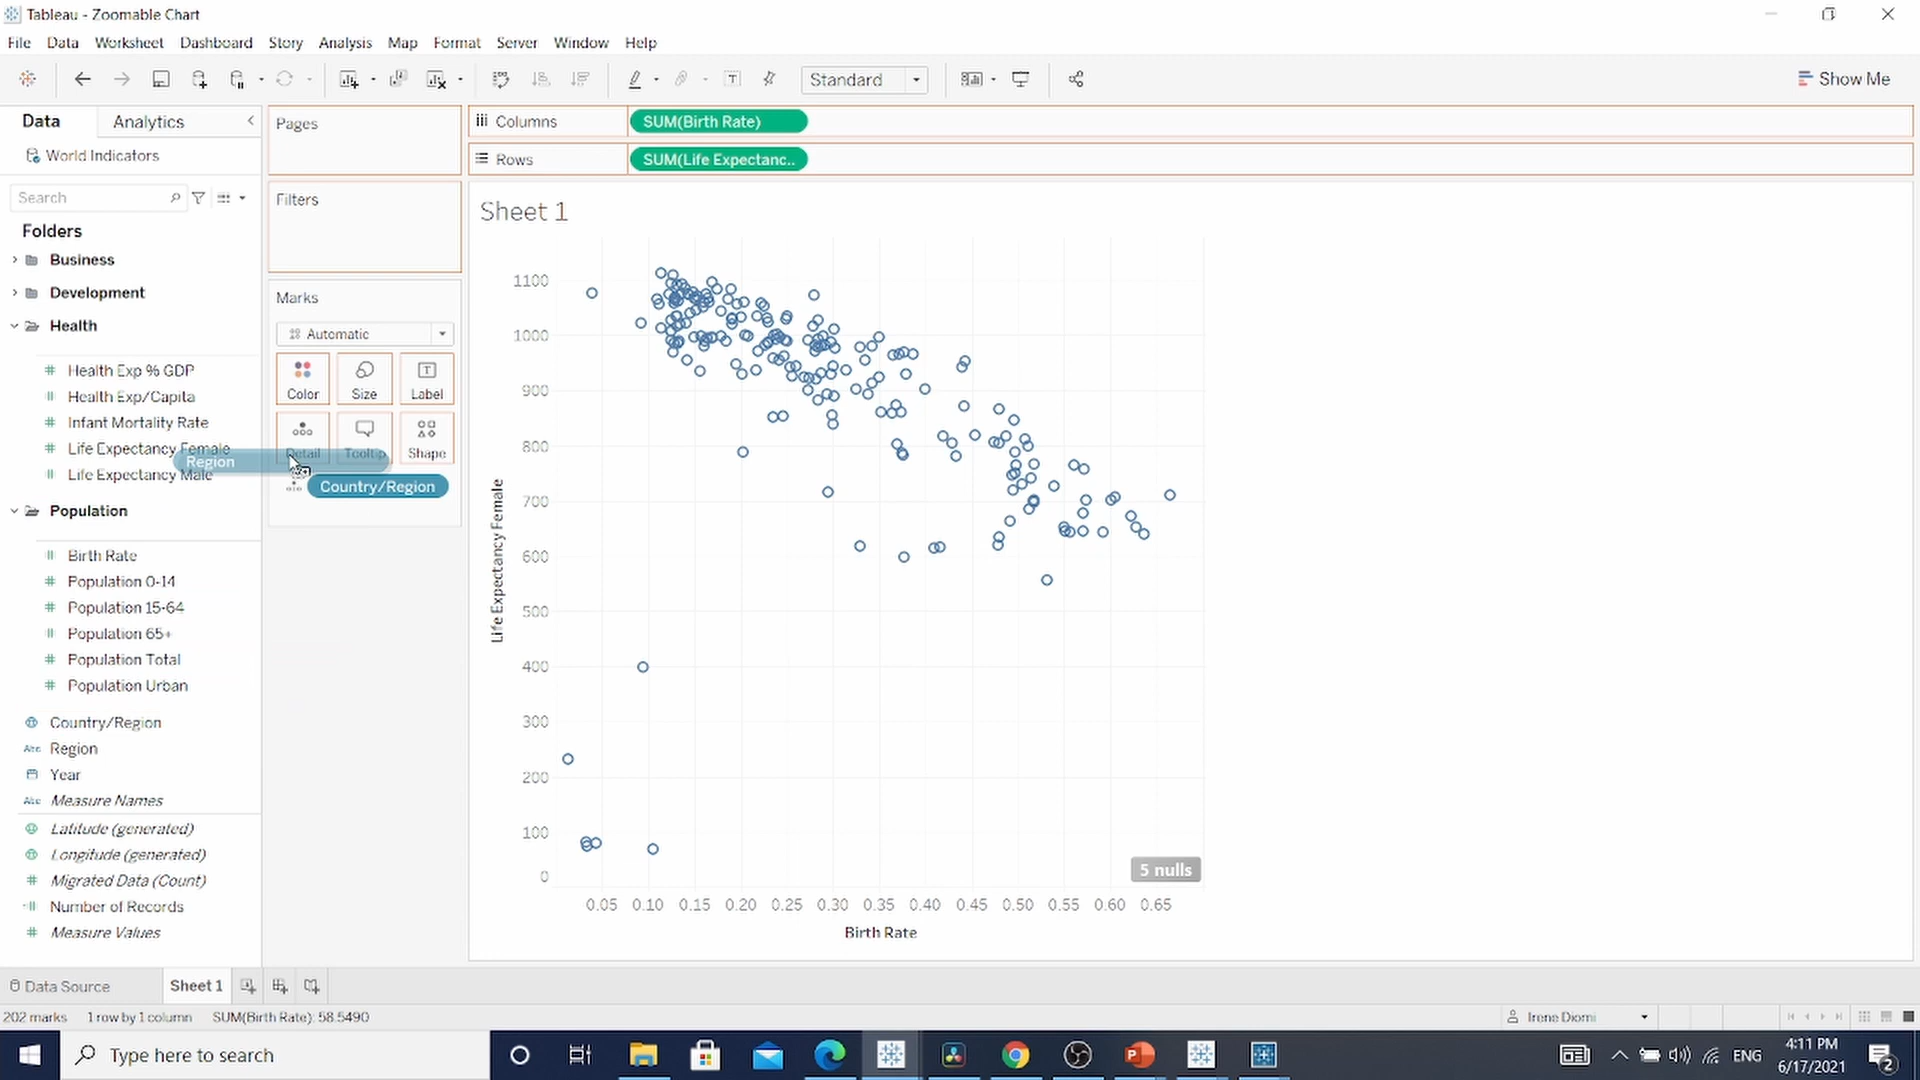 Tableau - Zoomable Chart
File Data Worksheet Dashboard Story Analysis Map Format Server Window Help
Standard
Show Me
Data
Analytics
World Indicators
Search
Folders
Business
Development
Health
Health Exp % GDP
Health Exp/Capita
Infant Mortality Rate
Life Expectancy Female
Region
Life Expectancy Male
Population
Birth Rate
Population 0-14
Population 15-64
Population 65+
Population Total
Population Urban
Country/Region
Abc Region
Year
Abc Measure Names
Latitude (generated)
Longitude (generated)
Migrated Data (Count)
Number of Records
Measure Values
Pages
Filters
Marks
Automatic
Color Size Label
Detail Tooltip Shape
Country/Region
Columns SUM(Birth Rate)
Rows SUM(Life Expectanc..
Sheet 1
1100
1000
900
800
700
600
500
400
300
200
100
0
Life Expectancy Female
5 nulls
0.05 0.10 0.15 0.20 0.25 0.30 0.35 0.40 0.45 0.50 0.55 0.60 0.65
Birth Rate
Data Source Sheet 1
202 marks 1 row by 1 column SUM(Birth Rate): 58.5490
Irene Diomi
Type here to search
ENG
4:11 PM
6/17/2021
2